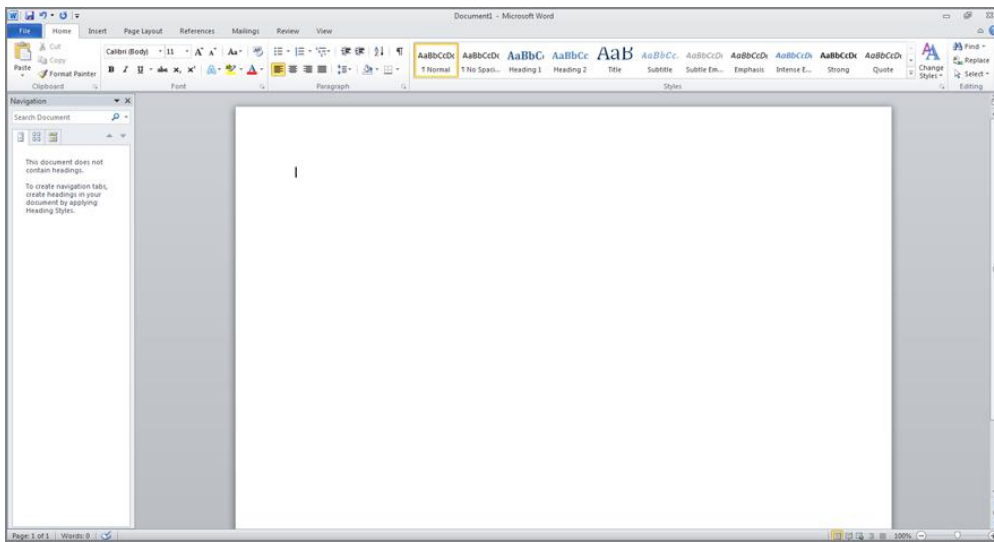 Document1 - Microsoft Word
File Home Insert Page Layout References Mailings Review View
Paste
Cut
Copy
Format Painter
Clipboard
Calibri (Body) 11
Font
Paragraph
AaBbCcDc AaBbCcDc AaBbC AaBbCc AaB AaBbCc. AaBbCcDc AaBbCcDc AaBbCcDc AaBbCcDc AaBbCcDc
¶ Normal ¶ No Spaci... Heading 1 Heading 2 Title Subtitle Subtle Em... Emphasis Intense E... Strong Quote
Change Styles
Styles
Find
Replace
Select
Editing
Navigation
Search Document
This document does not
contain headings.
To create navigation tabs,
create headings in your
document by applying
Heading Styles.
Page: 1 of 1 Words: 0
100%